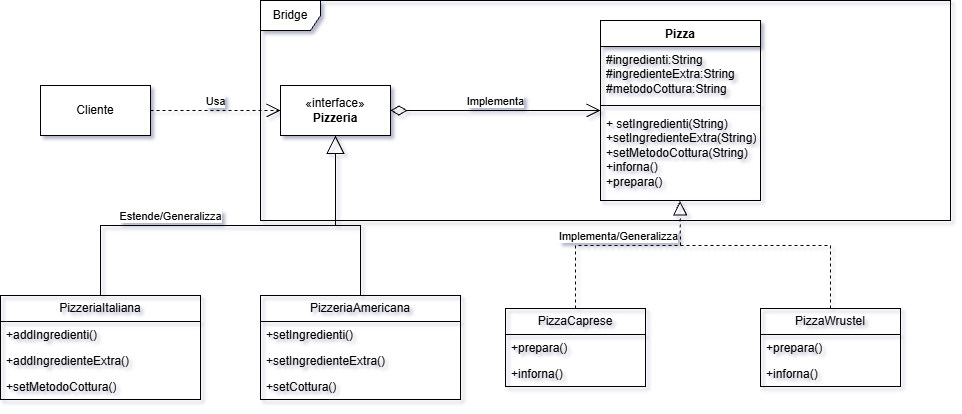 Bridge
Pizza
#ingredienti:String
#ingredienteExtra:String
#metodoCottura:String
+ setIngredienti(String)
+setIngredienteExtra(String)
+setMetodoCottura(String)
+inforna()
+prepara()
Cliente
Usa
«interface»
Pizzeria
Implementa
Estende/Generalizza
Implementa/Generalizza
PizzeriaItaliana
+addIngredienti()
+addIngredienteExtra()
+setMetodoCottura()
PizzeriaAmericana
+setIngredienti()
+setIngredienteExtra()
+setCottura()
PizzaCaprese
+prepara()
+inforna()
PizzaWrustel
+prepara()
+inforna()